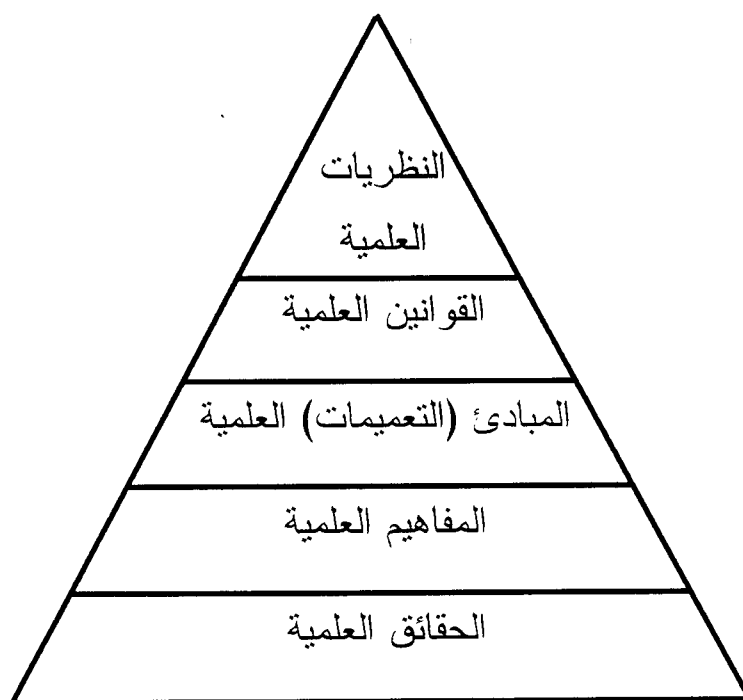 النظريات
العلمية
القوانين العلمية
المبادئ (التعميمات) العلمية
المفاهيم العلمية
الحقائق العلمية